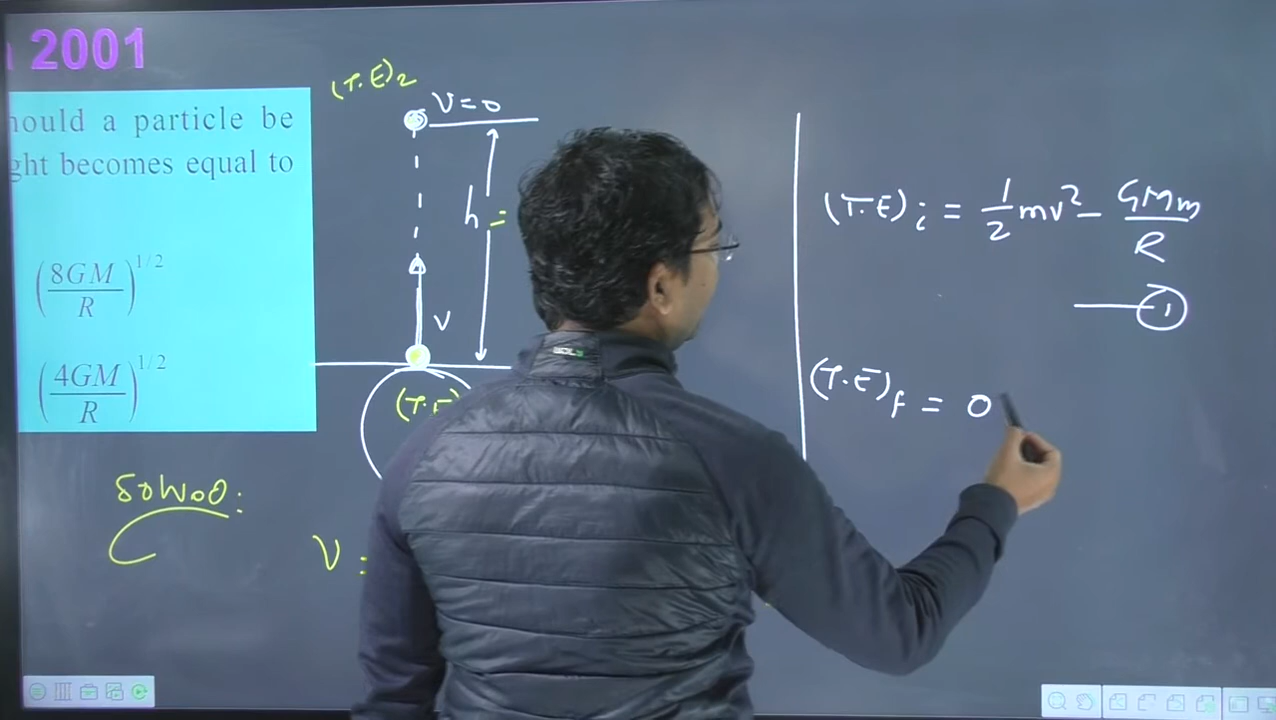 2001
hould a particle be
ght becomes equal to
(8GM/R)^1/2
(4GM/R)^1/2
(T.E)2
V=0
h =
V
(T.E)
Solwo:
V =
(T.E)i = 1/2 mv² - GMm/R
1
(T.E)f = 0